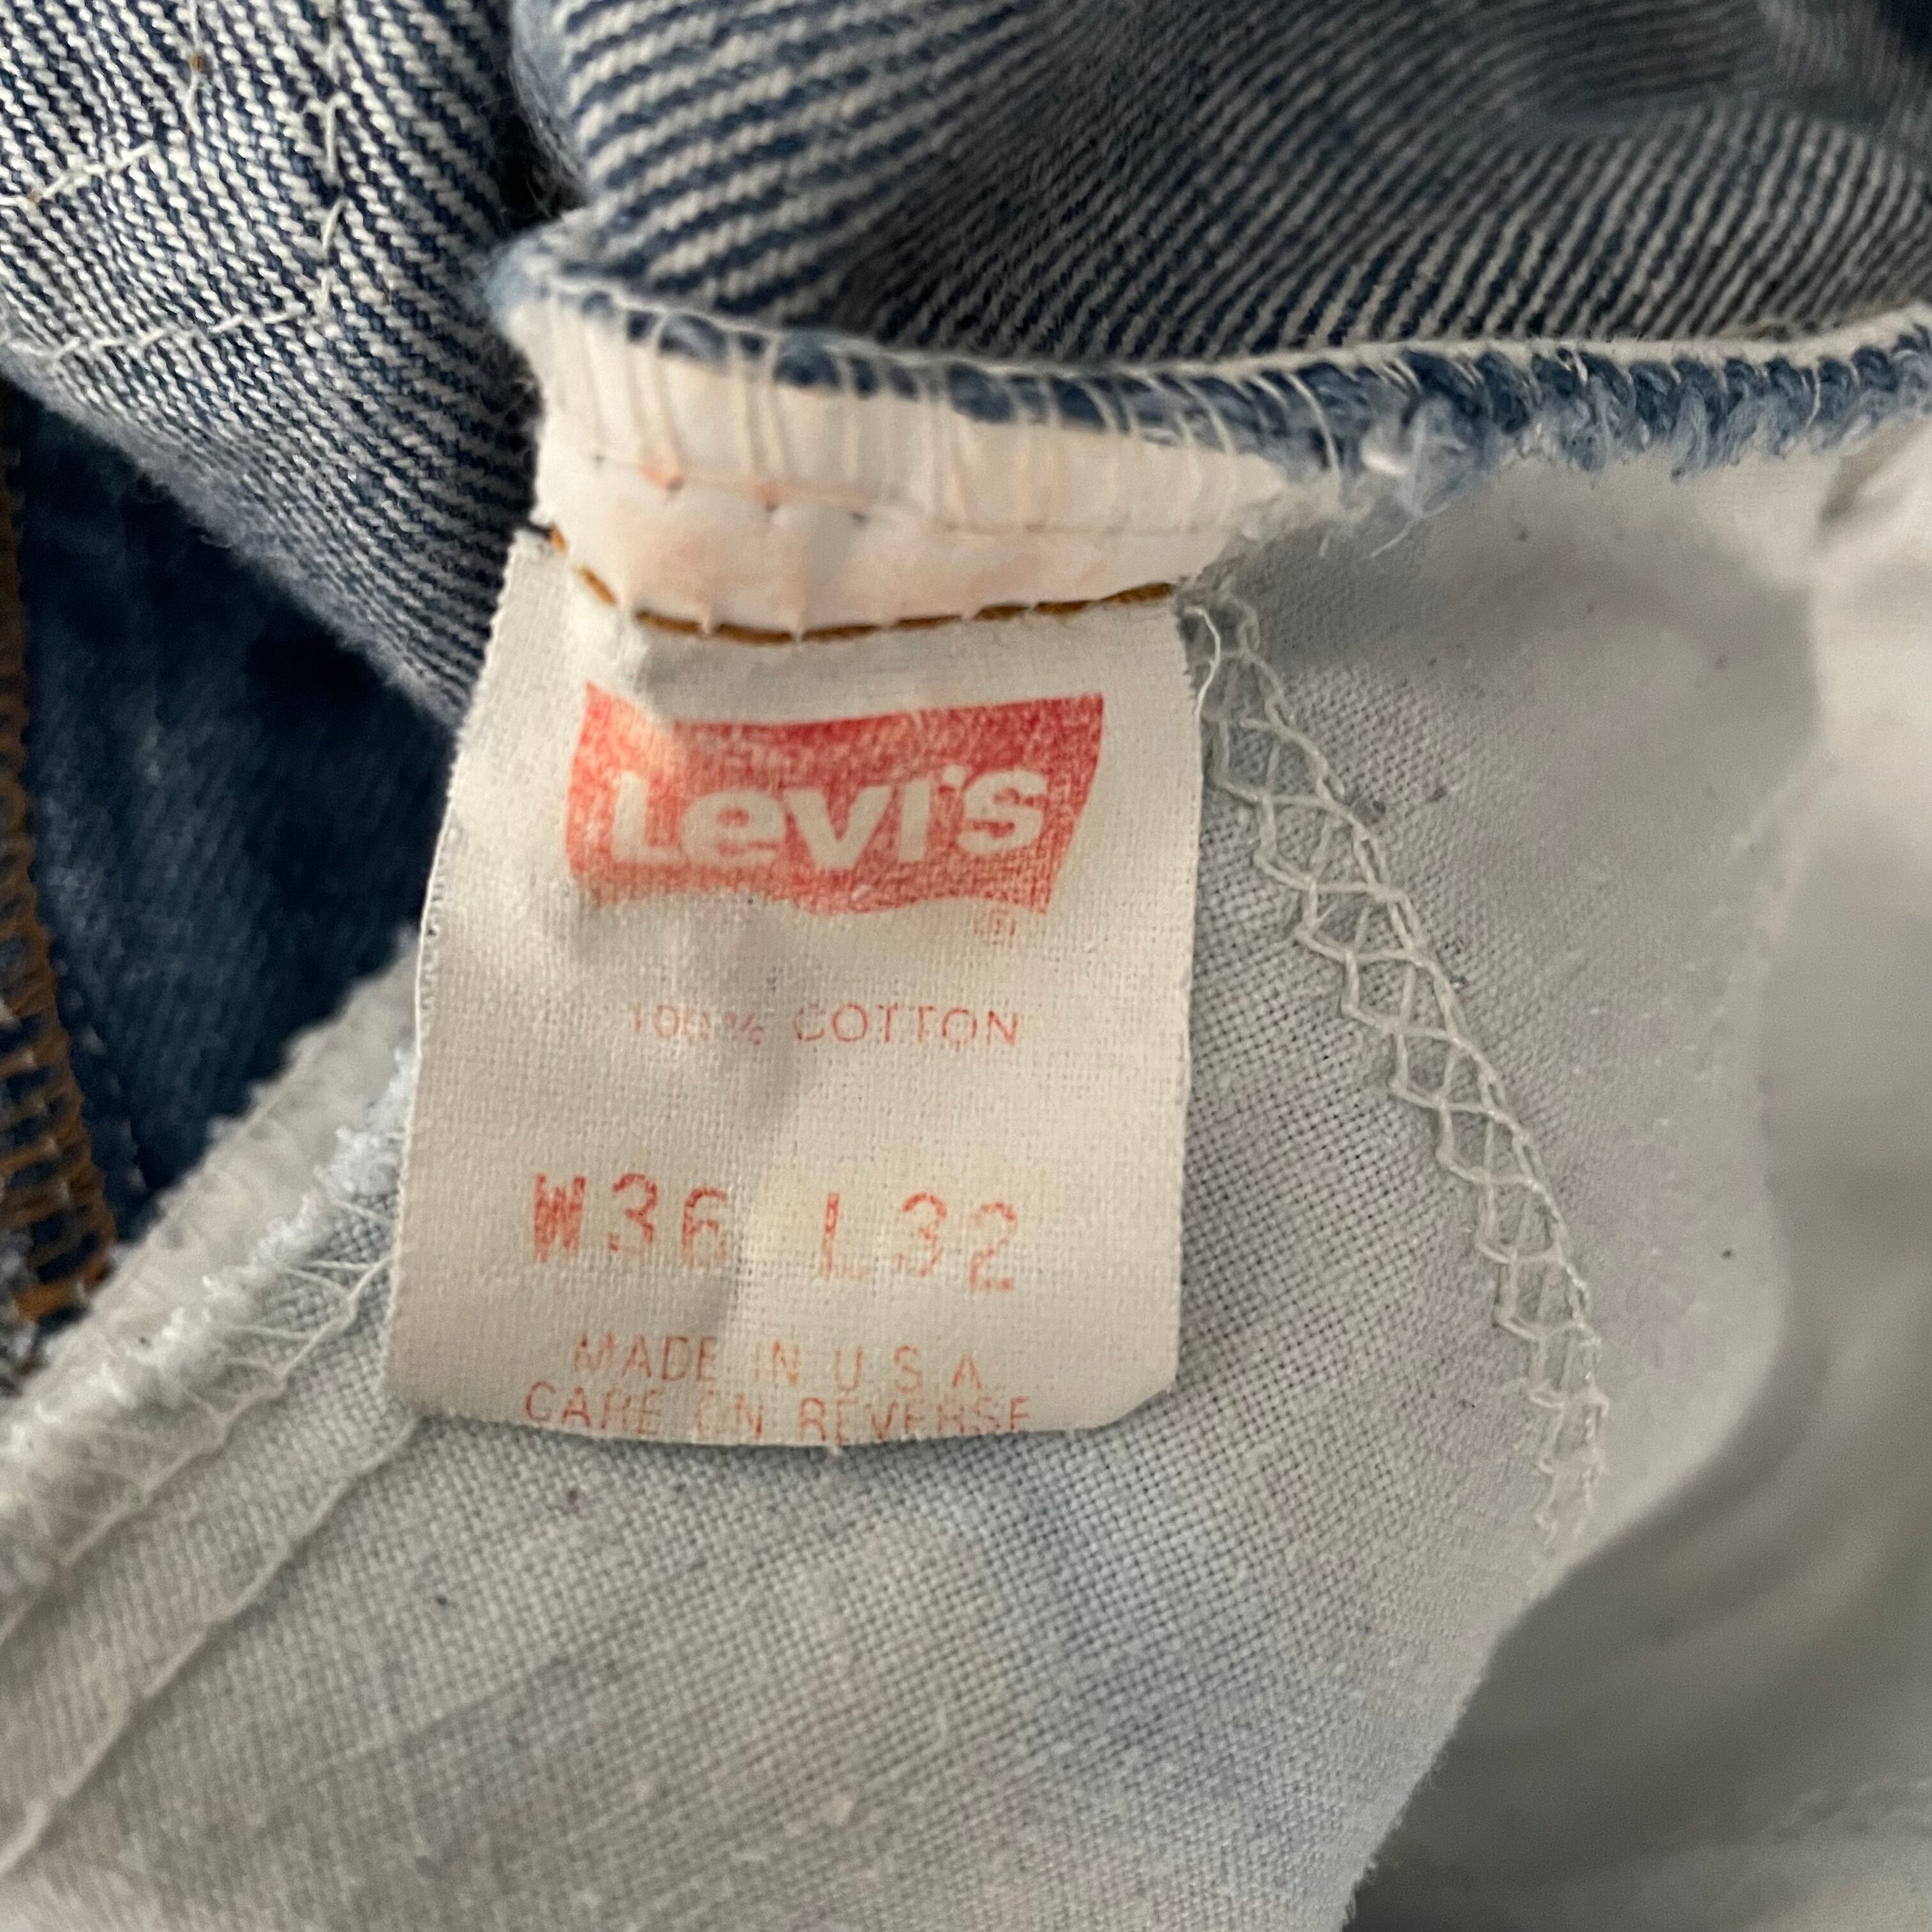 Levi's
®
100% COTTON
W36 L32
MADE IN U S A
CARE ON REVERSE